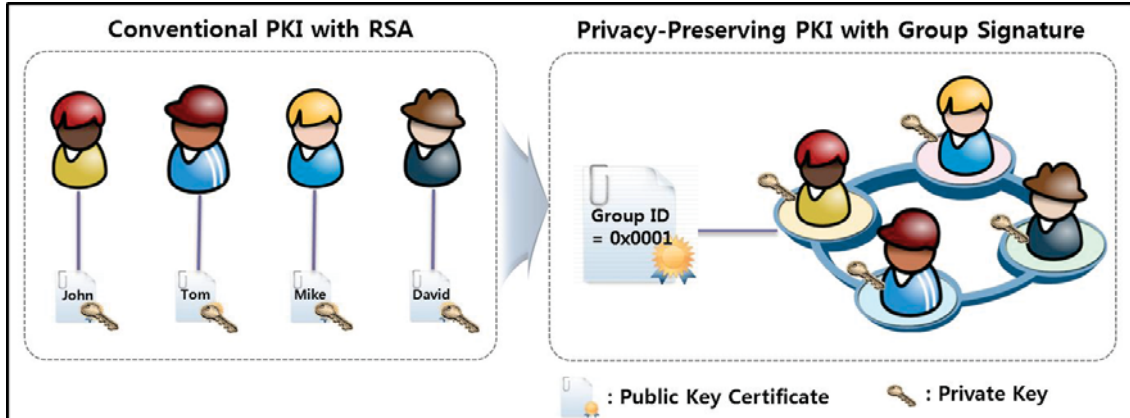 Conventional PKI with RSA
John
Tom
Mike
David
Privacy-Preserving PKI with Group Signature
Group ID
= 0x0001
: Public Key Certificate
: Private Key